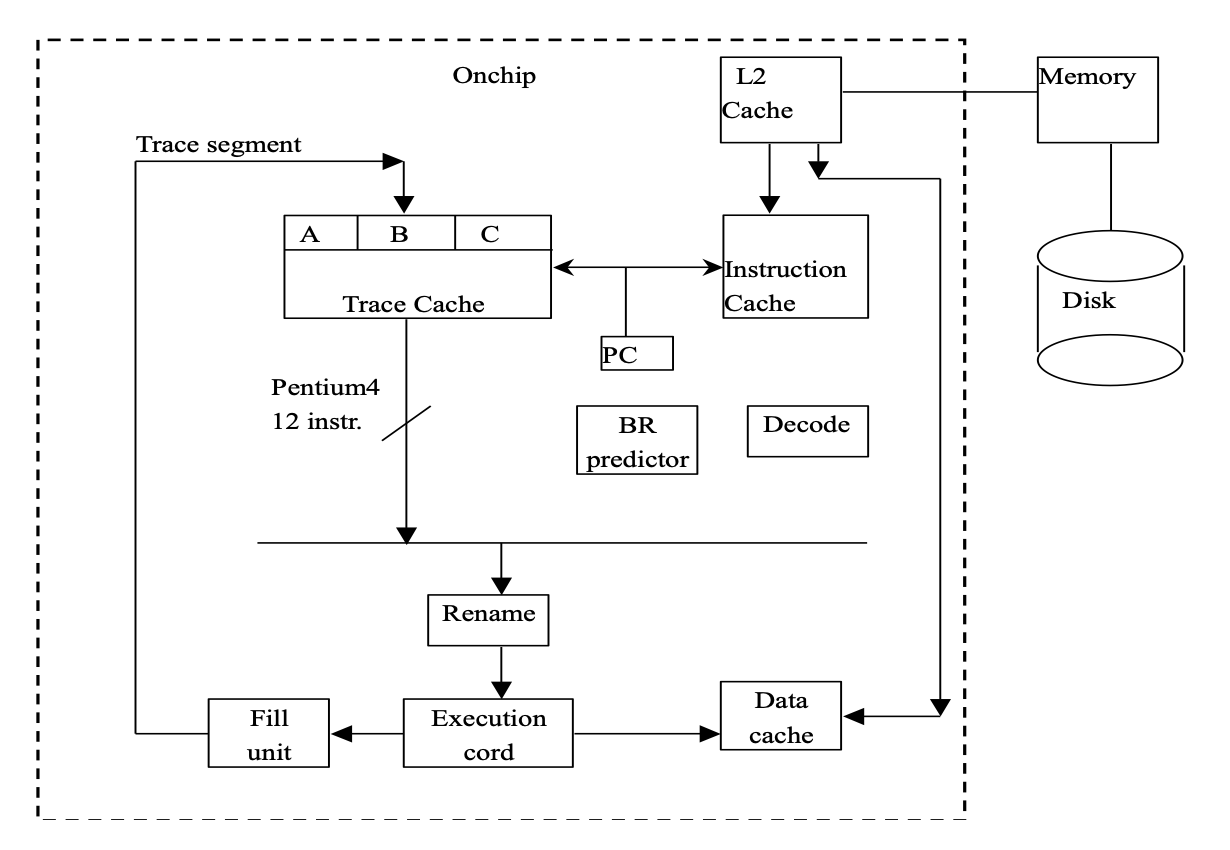 Onchip
L2
Cache
Memory
Trace segment
A B C
Trace Cache
Instruction
Cache
Disk
PC
Pentium4
12 instr.
BR
predictor
Decode
Rename
Fill
unit
Execution
cord
Data
cache